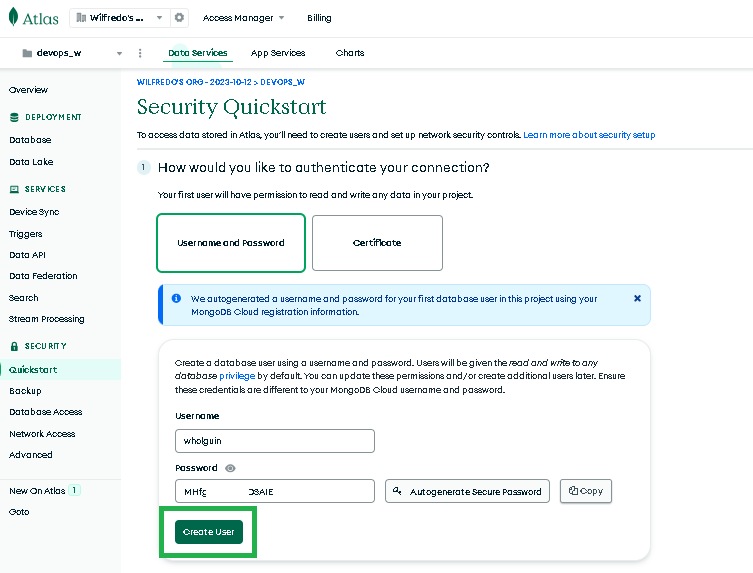 Atlas
Wilfredo's ...
Access Manager
Billing
devops_w
Data Services
App Services
Charts
Overview
DEPLOYMENT
Database
Data Lake
SERVICES
Device Sync
Triggers
Data API
Data Federation
Search
Stream Processing
SECURITY
Quickstart
Backup
Database Access
Network Access
Advanced
New On Atlas 1
Goto
WILFREDO'S ORG - 2023-10-12 > DEVOPS_W
Security Quickstart
To access data stored in Atlas, you'll need to create users and set up network security controls. Learn more about security setup
1 How would you like to authenticate your connection?
Your first user will have permission to read and write any data in your project.
Username and Password
Certificate
We autogenerated a username and password for your first database user in this project using your
MongoDB Cloud registration information.
Create a database user using a username and password. Users will be given the read and write to any
database privilege by default. You can update these permissions and/or create additional users later. Ensure
these credentials are different to your MongoDB Cloud username and password.
Username
wholguin
Password
Autogenerate Secure Password
Copy
Create User